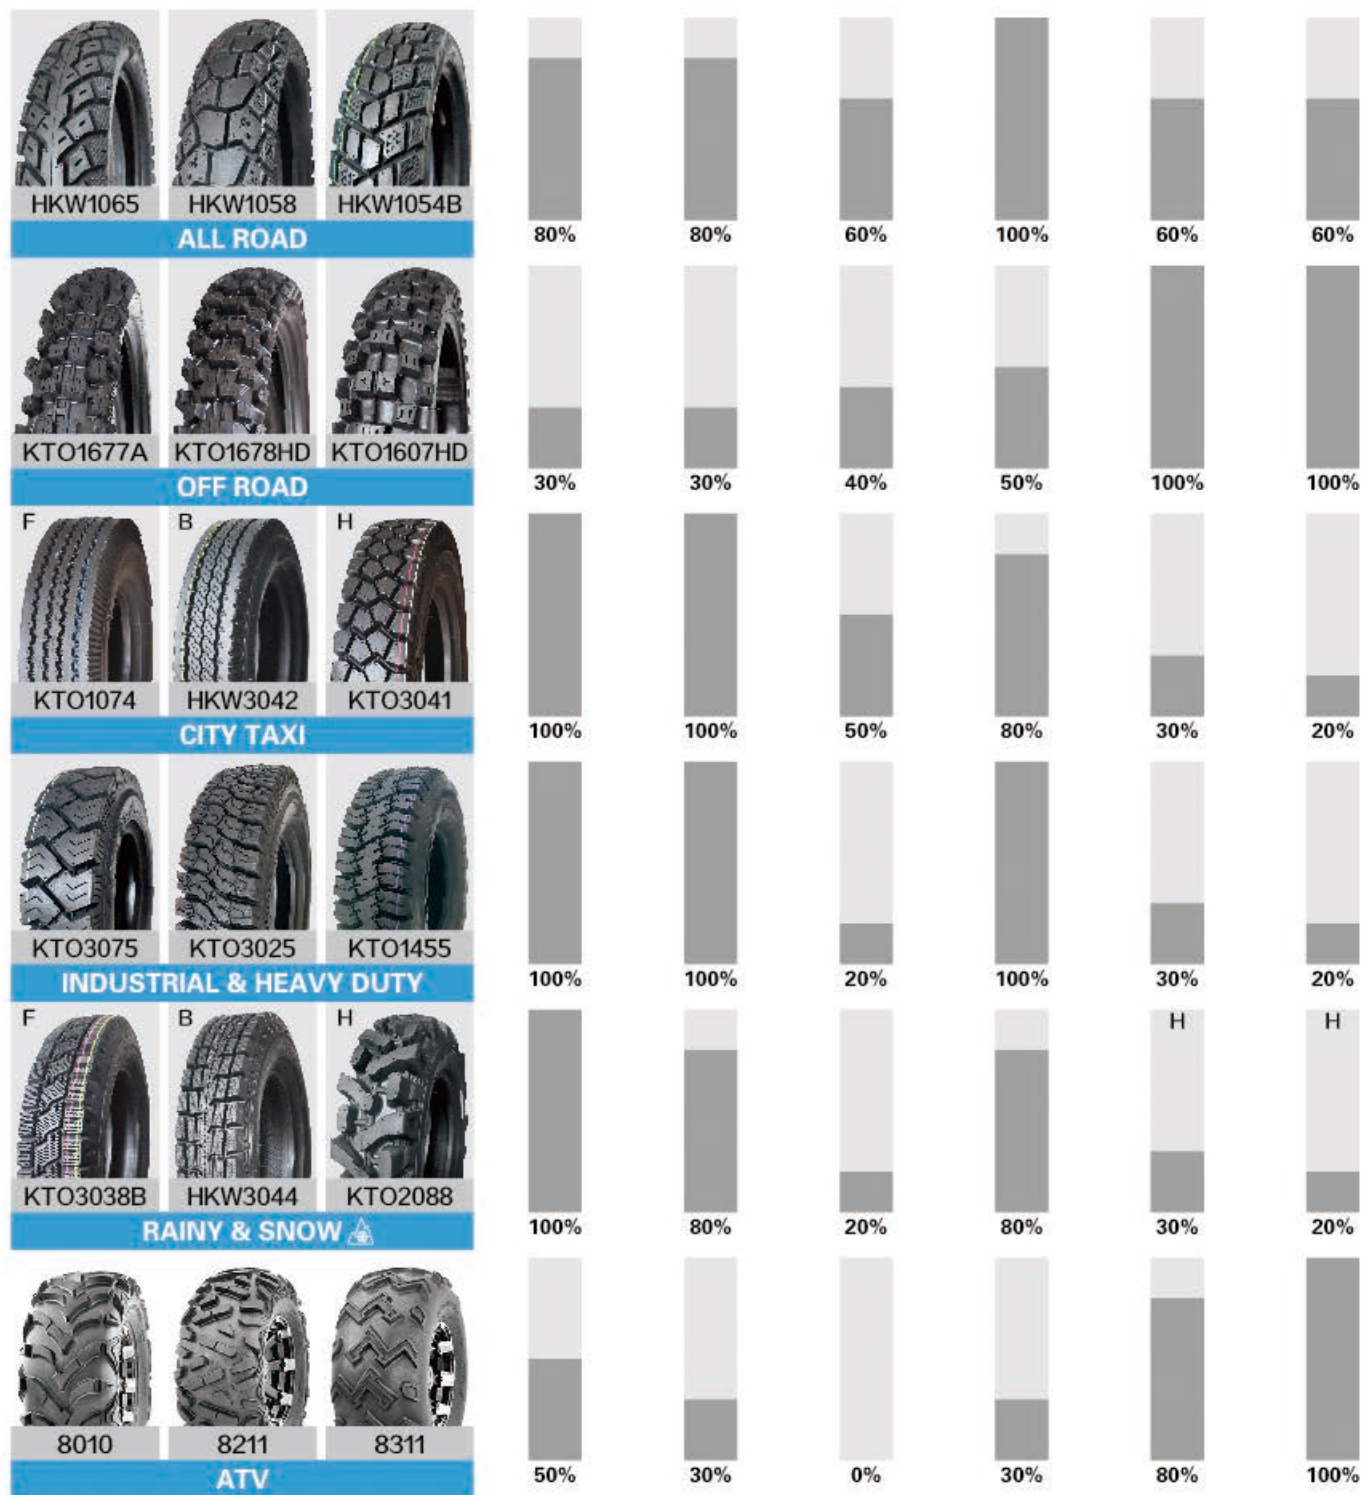 HKW1065 HKW1058 HKW1054B
ALL ROAD
80% 80% 60% 100% 60% 60%
KTO1677A KTO1678HD KTO1607HD
OFF ROAD
30% 30% 40% 50% 100% 100%
F B H
KTO1074 HKW3042 KTO3041
CITY TAXI
100% 100% 50% 80% 30% 20%
KTO3075 KTO3025 KTO1455
INDUSTRIAL & HEAVY DUTY
100% 100% 20% 100% 30% 20%
F B H H H
KTO3038B HKW3044 KTO2088
RAINY & SNOW
100% 80% 20% 80% 30% 20%
8010 8211 8311
ATV
50% 30% 0% 30% 80% 100%